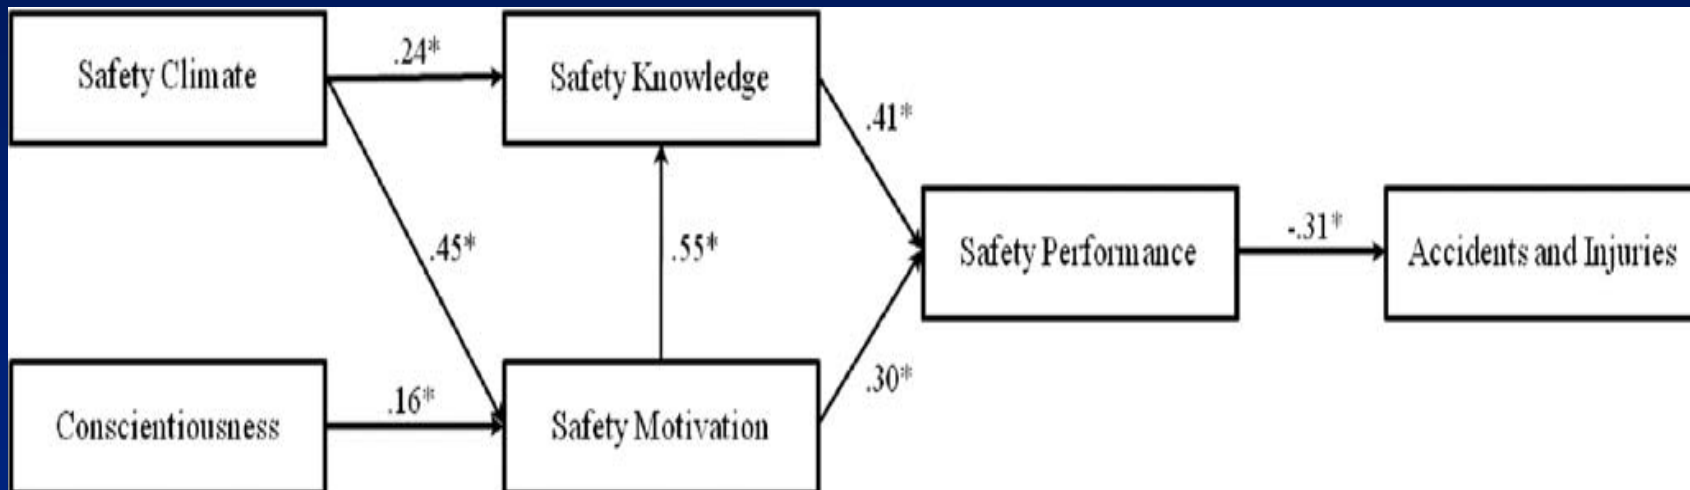 .24*
Safety Climate
Safety Knowledge
.41*
.45*
.55*
-.31*
Safety Performance
Accidents and Injuries
.16*
.30*
Conscientiousness
Safety Motivation